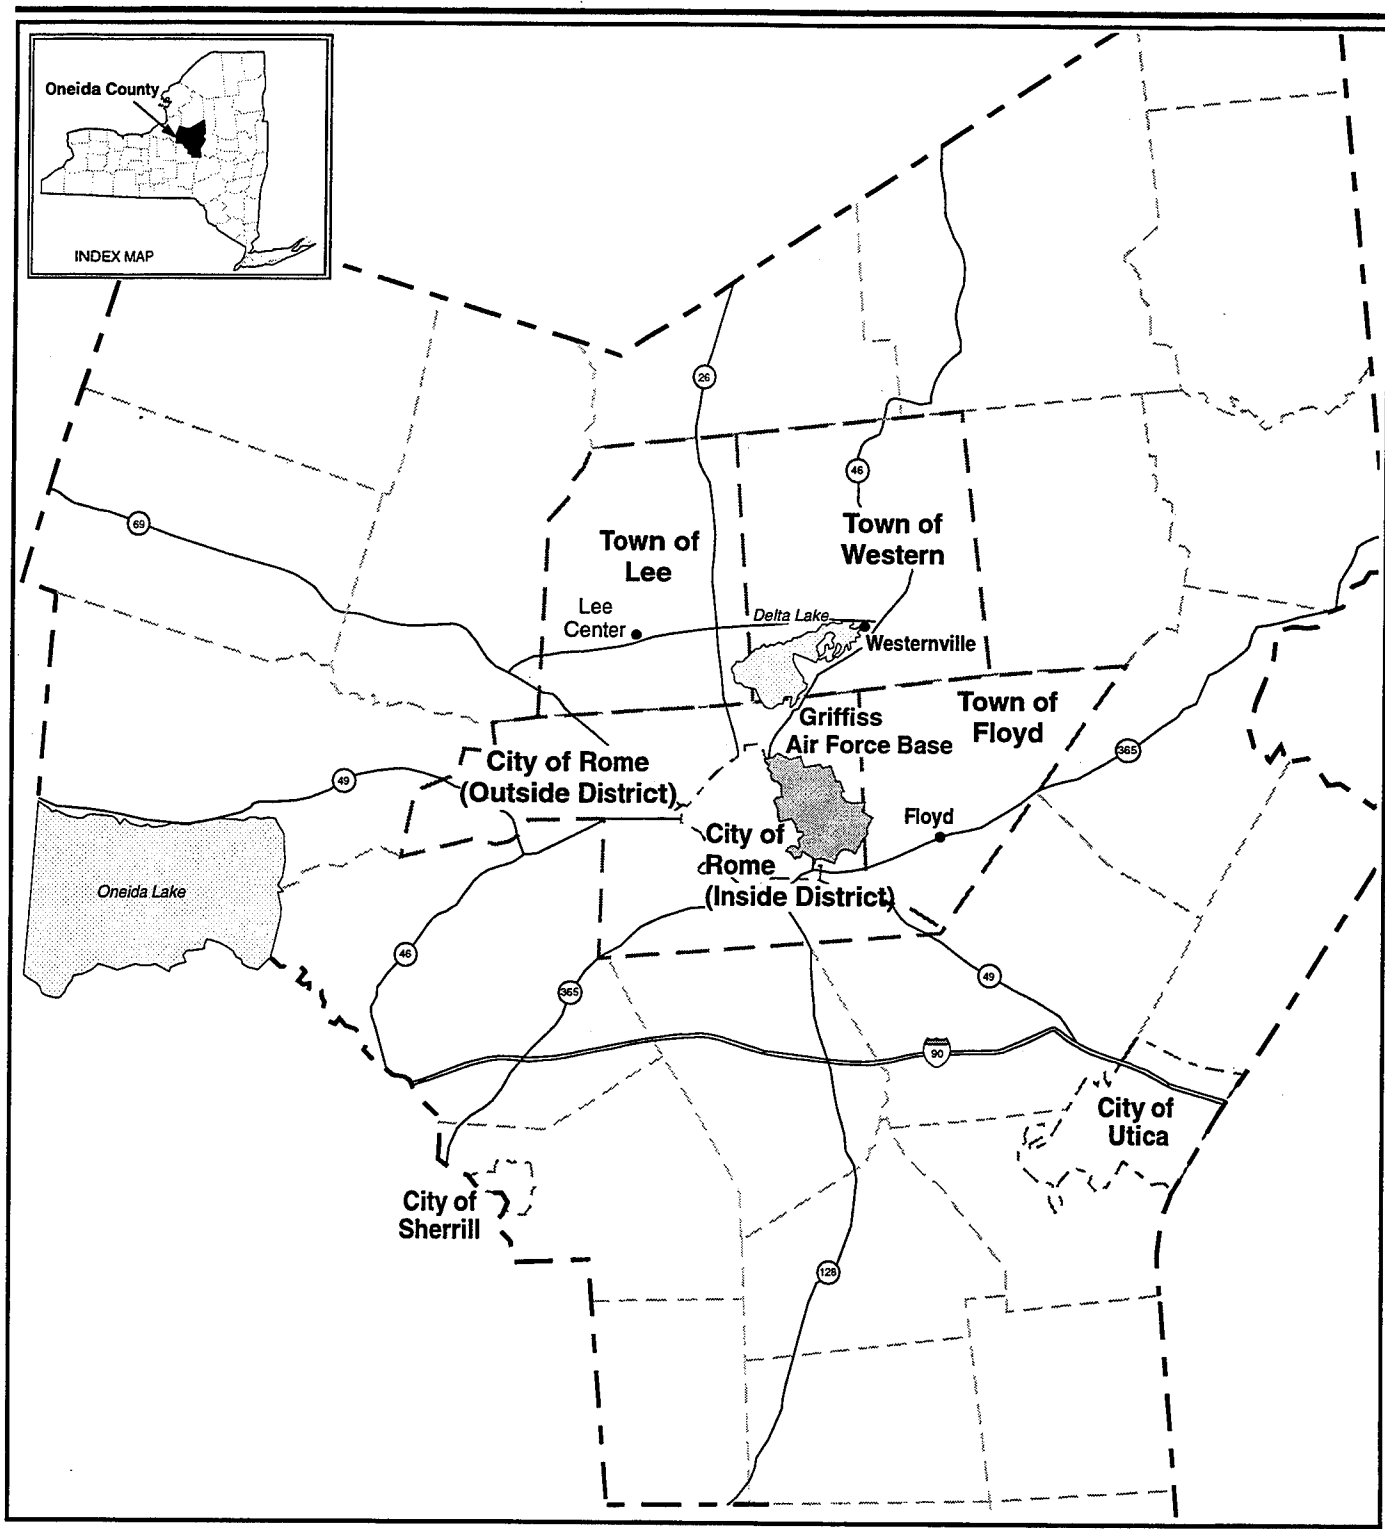 Oneida County
INDEX MAP
26
46
69
Town of
Lee
Town of
Western
Lee
Center
Delta Lake
Westernville
Town of
Floyd
Griffiss
Air Force Base
365
City of Rome
(Outside District)
49
Floyd
City of
Rome
(Inside District)
Oneida Lake
46
365
49
90
City of
Utica
City of
Sherrill
128